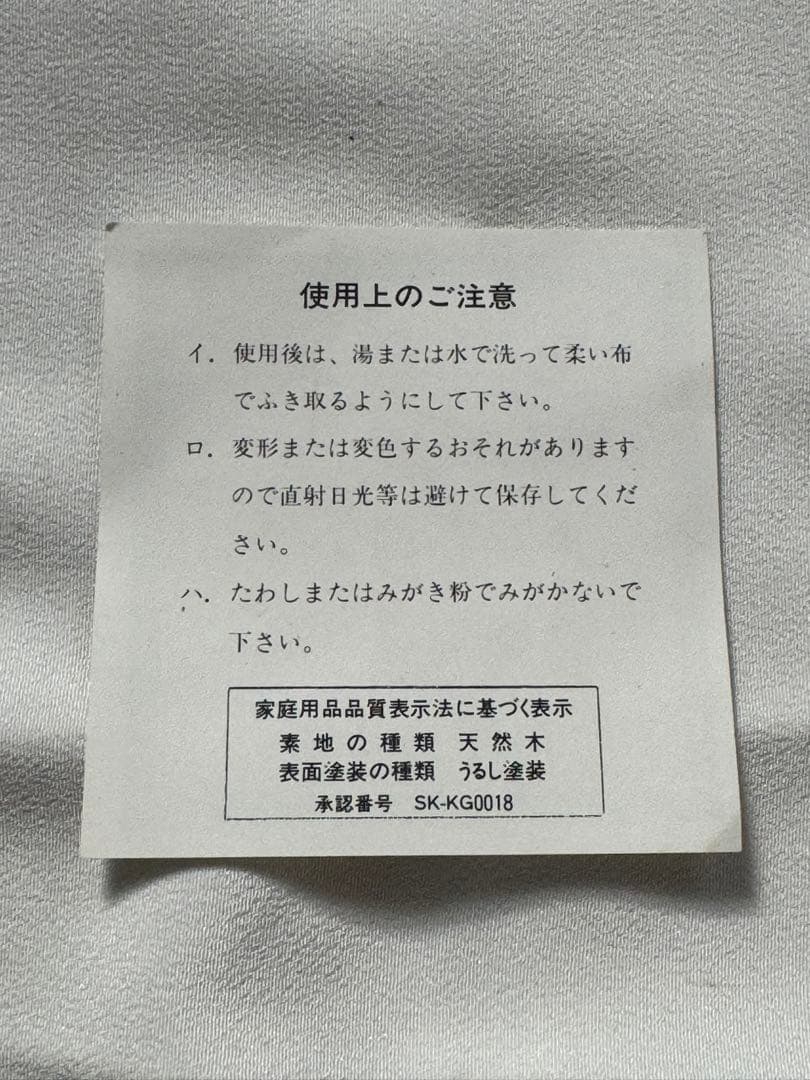 使用上のご注意
イ．使用後は、湯または水で洗って柔い布
でふき取るようにして下さい。
ロ．変形または変色するおそれがあります
ので直射日光等は避けて保存してくだ
さい。
ハ．たわしまたはみがき粉でみがかないで
下さい。
家庭用品品質表示法に基づく表示
素地の種類 天然木
表面塗装の種類 うるし塗装
承認番号 SK-KG0018